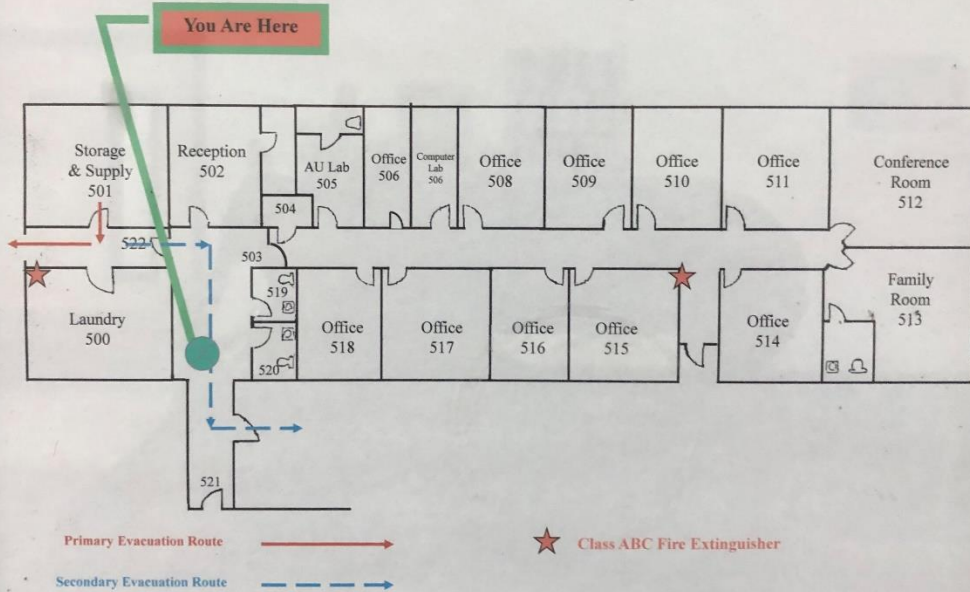 You Are Here
Storage
& Supply
501
Reception
502
504
AU Lab
505
Office
506
Computer
Lab
506
Office
508
Office
509
Office
510
Office
511
Conference
Room
512
522
503
Laundry
500
519
520
Office
518
Office
517
Office
516
Office
515
Office
514
Family
Room
513
521
Primary Evacuation Route
Class ABC Fire Extinguisher
Secondary Evacuation Route